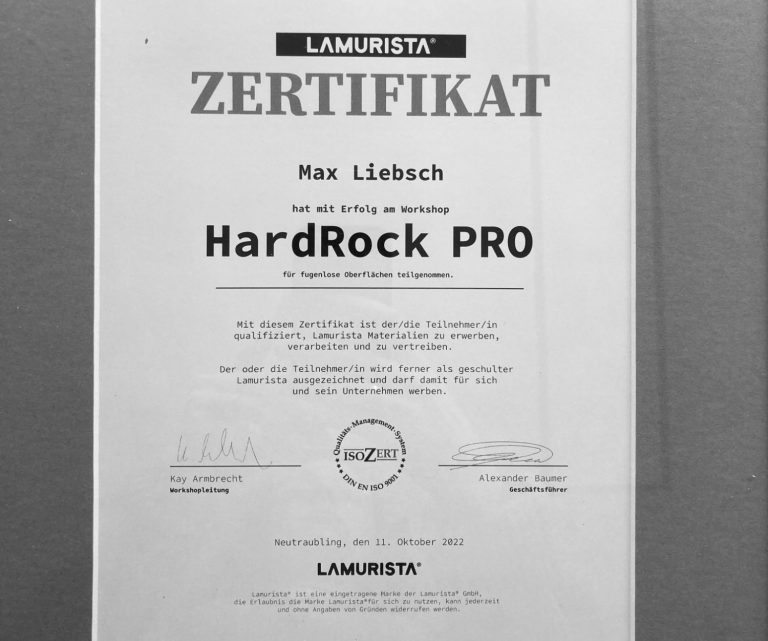 LAMURISTA®
ZERTIFIKAT
Max Liebsch
hat mit Erfolg am Workshop
HardRock PRO
für fugenlose Oberflächen teilgenommen.
Mit diesem Zertifikat ist der/die Teilnehmer/in
qualifiziert, Lamurista Materialien zu erwerben,
verarbeiten und zu vertreiben.
Der oder die Teilnehmer/in wird ferner als geschulter
Lamurista ausgezeichnet und darf damit für sich
und sein Unternehmen werben.
Qualitäts-Management-System
ISOZERT
DIN EN ISO 9001
Kay Armbrecht
Workshopleitung
Alexander Baumer
Geschäftsführer
Neutraubling, den 11. Oktober 2022
LAMURISTA®
Lamurista® ist eine eingetragene Marke der Lamurista® GmbH,
die Erlaubnis die Marke Lamurista®für sich zu nutzen, kann jederzeit
und ohne Angaben von Gründen widerrufen werden.